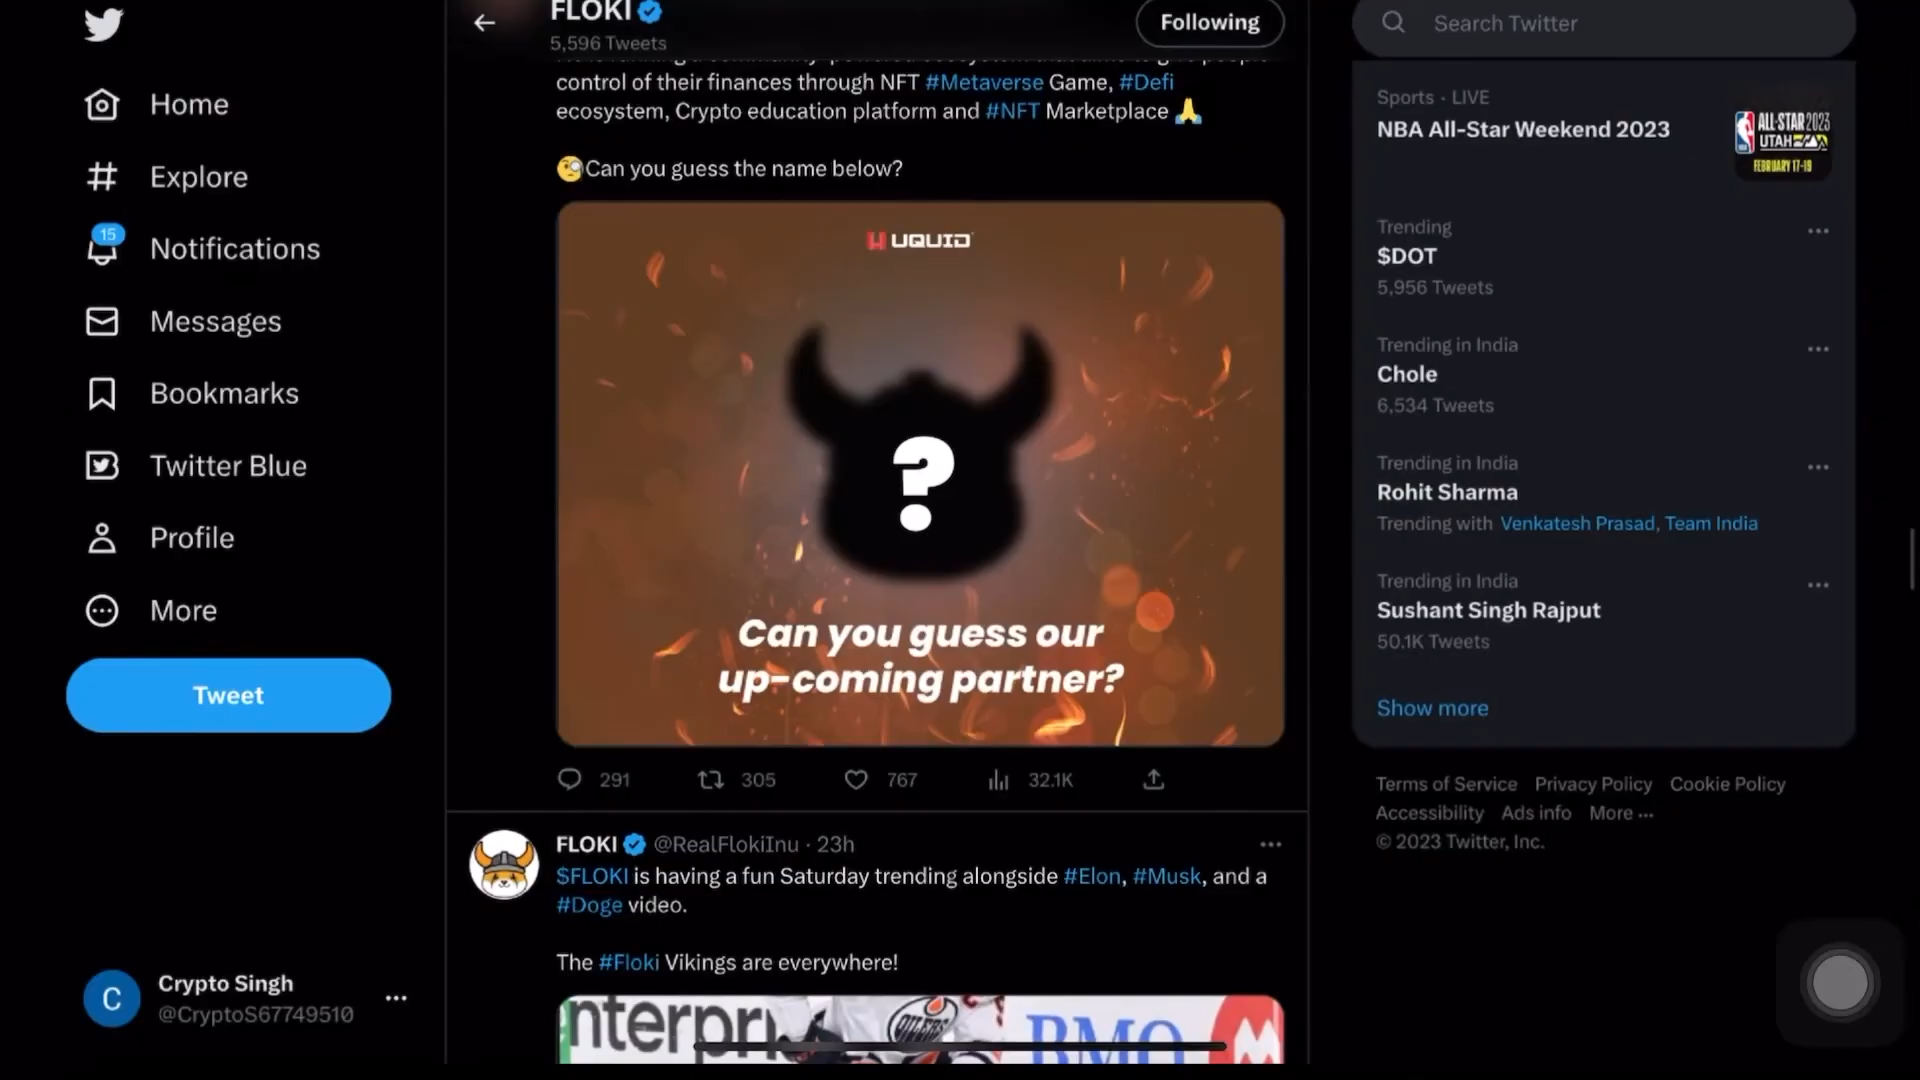 Home
Explore
15
Notifications
Messages
Bookmarks
Twitter Blue
Profile
More
Tweet
Crypto Singh
@CryptoS67749510
FLOKI
5,596 Tweets
Following
control of their finances through NFT #Metaverse Game, #Defi
ecosystem, Crypto education platform and #NFT Marketplace 🙏
🧐Can you guess the name below?
UQUID
?
Can you guess our
up-coming partner?
291 305 767 32.1K
FLOKI @RealFlokiInu · 23h
$FLOKI is having a fun Saturday trending alongside #Elon, #Musk, and a
#Doge video.
The #Floki Vikings are everywhere!
OILERS
BMO
Search Twitter
Sports · LIVE
NBA All-Star Weekend 2023
ALL-STAR 2023
UTAH
FEBRUARY 17-19
Trending
$DOT
5,956 Tweets
Trending in India
Chole
6,534 Tweets
Trending in India
Rohit Sharma
Trending with Venkatesh Prasad, Team India
Trending in India
Sushant Singh Rajput
50.1K Tweets
Show more
Terms of Service Privacy Policy Cookie Policy
Accessibility Ads info More ···
© 2023 Twitter, Inc.